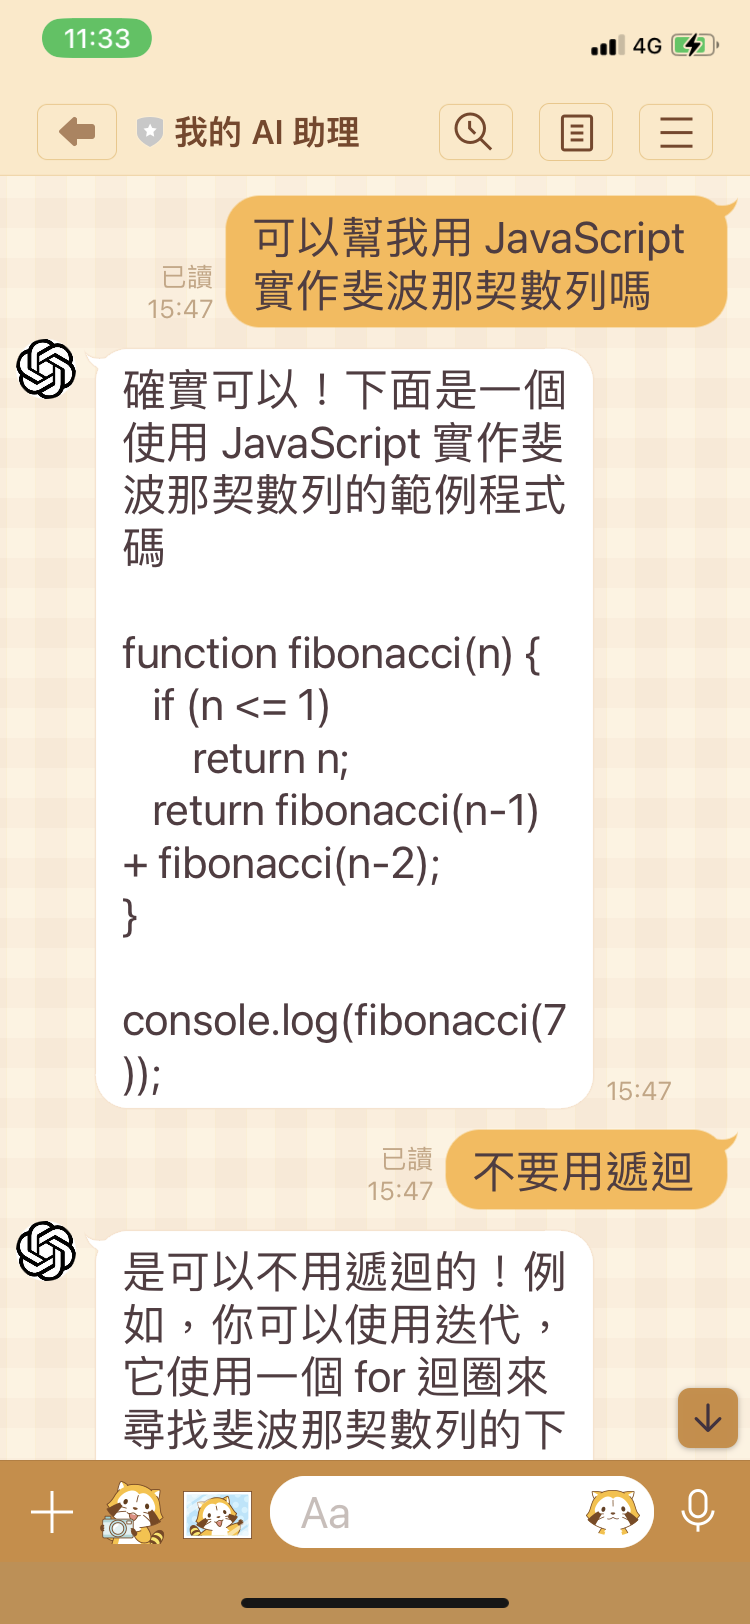 11:33
4G
我的 AI 助理
可以幫我用 JavaScript
實作斐波那契數列嗎
已讀
15:47
確實可以！下面是一個
使用 JavaScript 實作斐
波那契數列的範例程式
碼
function fibonacci(n) {
if (n <= 1)
return n;
return fibonacci(n-1)
+ fibonacci(n-2);
}
console.log(fibonacci(7
));
15:47
已讀
15:47
不要用遞迴
是可以不用遞迴的！例
如，你可以使用迭代，
它使用一個 for 迴圈來
尋找斐波那契數列的下
Aa